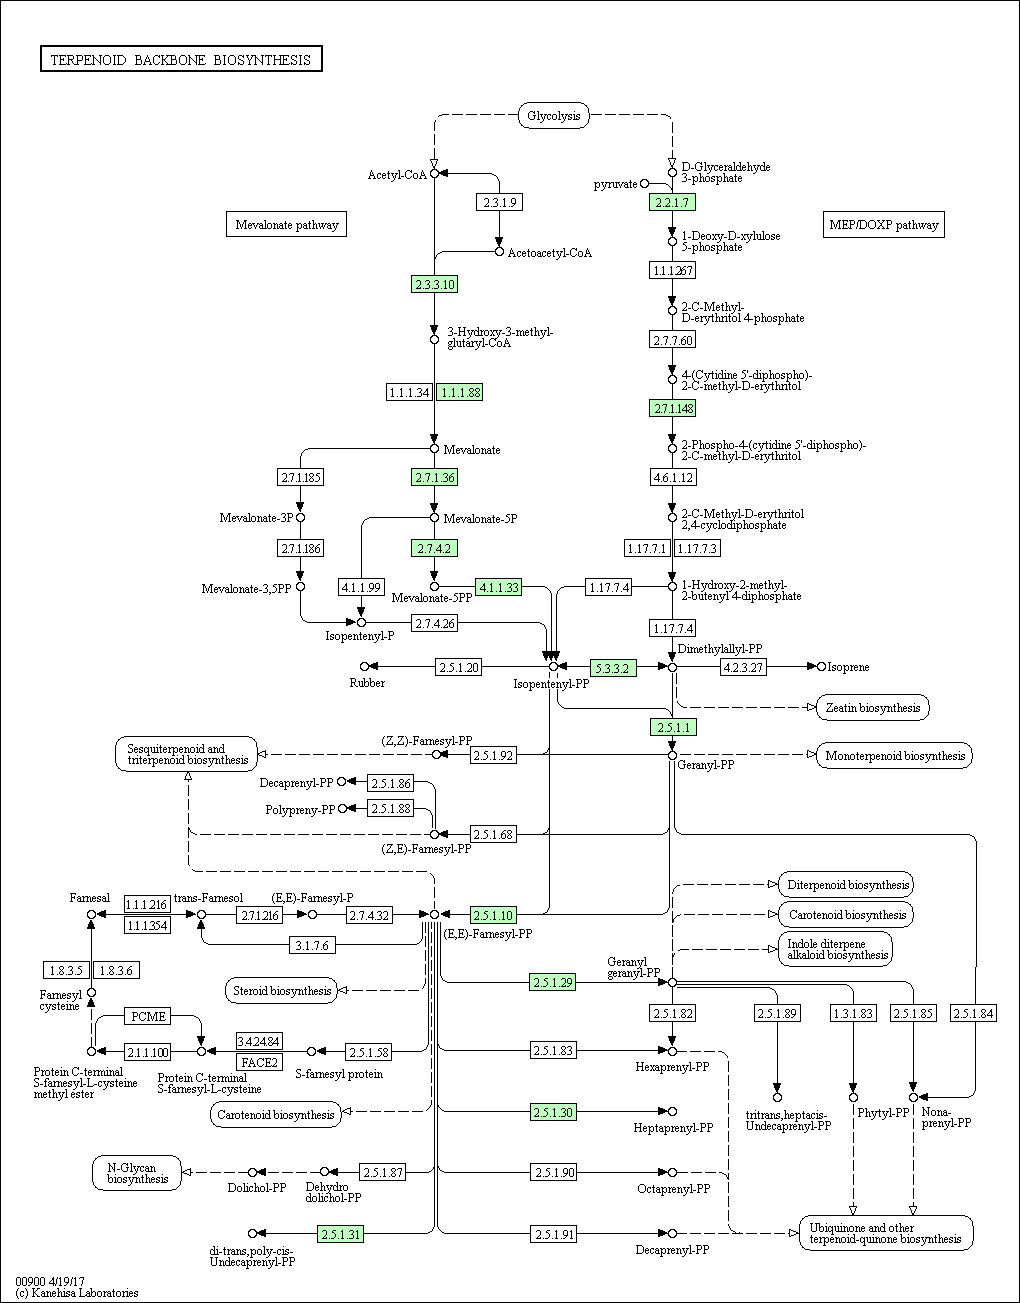 TERPENOID BACKBONE BIOSYNTHESIS
Glycolysis
Acetyl-CoA
D-Glyceraldehyde
3-phosphate
pyruvate
2.3.1.9
2.2.1.7
Mevalonate pathway
MEP/DOXP pathway
1-Deoxy-D-xylulose
5-phosphate
Acetoacetyl-CoA
1.1.1.267
2.3.3.10
2-C-Methyl-
D-erythritol 4-phosphate
3-Hydroxy-3-methyl-
glutaryl-CoA
2.7.7.60
4-(Cytidine 5'-diphospho)-
2-C-methyl-D-erythritol
1.1.1.34
1.1.1.88
2.7.1.148
Mevalonate
2-Phospho-4-(cytidine 5'-diphospho)-
2-C-methyl-D-erythritol
2.7.1.185
2.7.1.36
4.6.1.12
Mevalonate-3P
Mevalonate-5P
2-C-Methyl-D-erythritol
2,4-cyclodiphosphate
2.7.1.186
2.7.4.2
1.17.7.1
1.17.7.3
Mevalonate-3,5PP
4.1.1.99
Mevalonate-5PP
4.1.1.33
1.17.7.4
1-Hydroxy-2-methyl-
2-butenyl 4-diphosphate
Isopentenyl-P
2.7.4.26
1.17.7.4
Dimethylallyl-PP
Rubber
2.5.1.20
Isopentenyl-PP
5.3.3.2
4.2.3.27
Isoprene
Zeatin biosynthesis
2.5.1.1
Sesquiterpenoid and
triterpenoid biosynthesis
(Z,Z)-Farnesyl-PP
2.5.1.92
Geranyl-PP
Monoterpenoid biosynthesis
Decaprenyl-PP
2.5.1.86
Polypreny-PP
2.5.1.88
(Z,E)-Farnesyl-PP
2.5.1.68
Diterpenoid biosynthesis
Farnesal
1.1.1.216
1.1.1.354
trans-Farnesol
2.7.1.216
(E,E)-Farnesyl-P
2.7.4.32
2.5.1.10
(E,E)-Farnesyl-PP
Carotenoid biosynthesis
3.1.7.6
Indole diterpene
alkaloid biosynthesis
1.8.3.5
1.8.3.6
Geranyl
geranyl-PP
2.5.1.29
Farnesyl
cysteine
Steroid biosynthesis
PCME
2.5.1.82
2.5.1.89
1.3.1.83
2.5.1.85
2.5.1.84
2.1.1.100
3.4.24.84
FACE2
2.5.1.58
2.5.1.83
Protein C-terminal
S-farnesyl-L-cysteine
methyl ester
Protein C-terminal
S-farnesyl-L-cysteine
S-farnesyl protein
Hexaprenyl-PP
Carotenoid biosynthesis
2.5.1.30
Heptaprenyl-PP
tritrans,heptacis-
Undecaprenyl-PP
Phytyl-PP
Nona-
prenyl-PP
N-Glycan
biosynthesis
Dolichol-PP
Dehydro
dolichol-PP
2.5.1.87
2.5.1.90
Octaprenyl-PP
di-trans,poly-cis-
Undecaprenyl-PP
2.5.1.31
2.5.1.91
Decaprenyl-PP
Ubiquinone and other
terpenoid-quinone biosynthesis
00900 4/19/17
(c) Kanehisa Laboratories